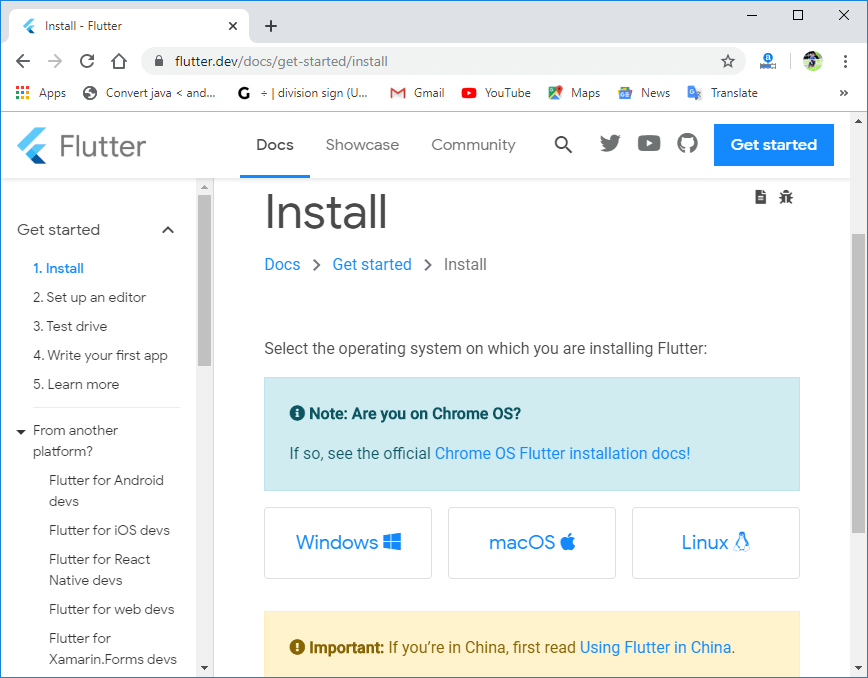 Install - Flutter
flutter.dev/docs/get-started/install
Apps
Convert java < and...
G ÷ | division sign (U...
Gmail
YouTube
Maps
News
Translate
»
Flutter
Docs
Showcase
Community
Get started
Get started
1. Install
2. Set up an editor
3. Test drive
4. Write your first app
5. Learn more
From another
platform?
Flutter for Android
devs
Flutter for iOS devs
Flutter for React
Native devs
Flutter for web devs
Flutter for
Xamarin.Forms devs
Install
Docs > Get started > Install
Select the operating system on which you are installing Flutter:
Note: Are you on Chrome OS?
If so, see the official Chrome OS Flutter installation docs!
Windows
macOS
Linux
Important: If you’re in China, first read Using Flutter in China.